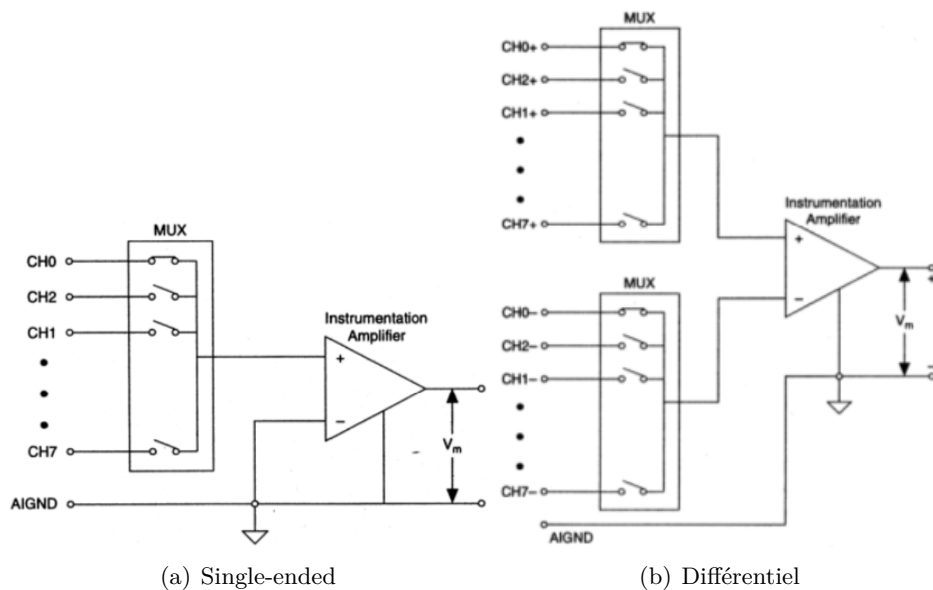 MUX
CH0
CH2
CH1
CH7
AIGND
Instrumentation
Amplifier
+
−
Vm
(a) Single-ended
MUX
CH0+
CH2+
CH1+
CH7+
MUX
CH0−
CH2−
CH1−
CH7−
AIGND
Instrumentation
Amplifier
+
−
+
Vm
−
(b) Différentiel